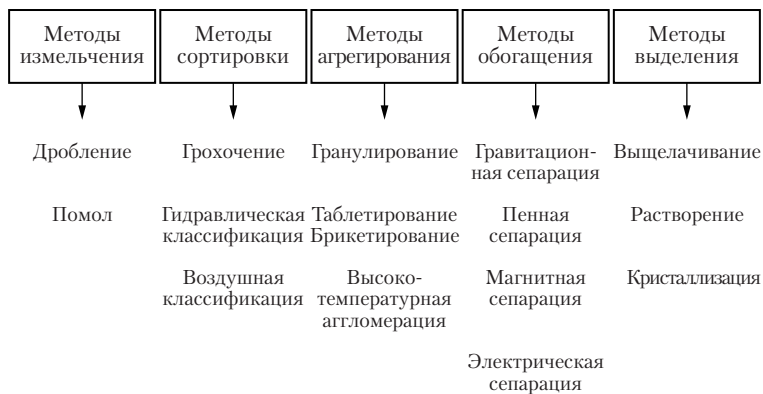 Методы
измельчения
Методы
сортировки
Методы
агрегирования
Методы
обогащения
Методы
выделения
Дробление
Помол
Грохочение
Гидравлическая
классификация
Воздушная
классификация
Гранулирование
Таблетирование
Брикетирование
Высоко-
температурная
аггломерация
Гравитацион-
ная сепарация
Пенная
сепарация
Магнитная
сепарация
Электрическая
сепарация
Выщелачивание
Растворение
Кристаллизация